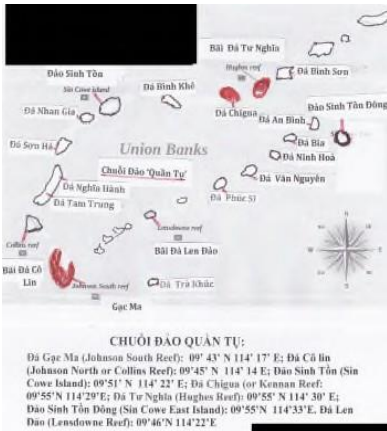 Bãi Đá Tư Nghĩa
Hughes reef
Đá Bình Sơn
Đảo Sinh Tồn
Sin Cowe island
Đá Bình Khê
Đá Chigua
Đảo Sinh Tồn Đông
Đá Nhan Gia
Đá An Bình
Đá Bia
Union Banks
Đá Sơn Hà
Đá Ninh Hoà
Chuỗi Đảo 'Quần Tụ'
Đá Văn Nguyên
Đá Nghĩa Hành
Đá Phúc Sĩ
Đá Tam Trung
Lansdowne reef
Collins reef
Bãi Đá Len Đảo
Bãi Đá Cô Lin
Johnson South reef
Đá Trà Khúc
Gạc Ma
N
W
E
S
CHUỖI ĐẢO QUẦN TỤ:
Đá Gạc Ma (Johnson South Reef): 09' 43' N 114' 17' E; Đá Cô lin
(Johnson North or Collins Reef): 09'45' N 114' 14 E; Đảo Sinh Tồn (Sin
Cowe Island): 09'51' N 114' 22' E; Đá Chigua (or Kennan Reef:
09'55'N 114'29'E; Đá Tư Nghĩa (Hughes Reef): 09'55 N 114' 30' E;
Đảo Sinh Tồn Đông (Sin Cowe East Island): 09'55'N 114'33'E, Đá Len
Đảo (Lensdowne Reef): 09'46'N 114'22'E